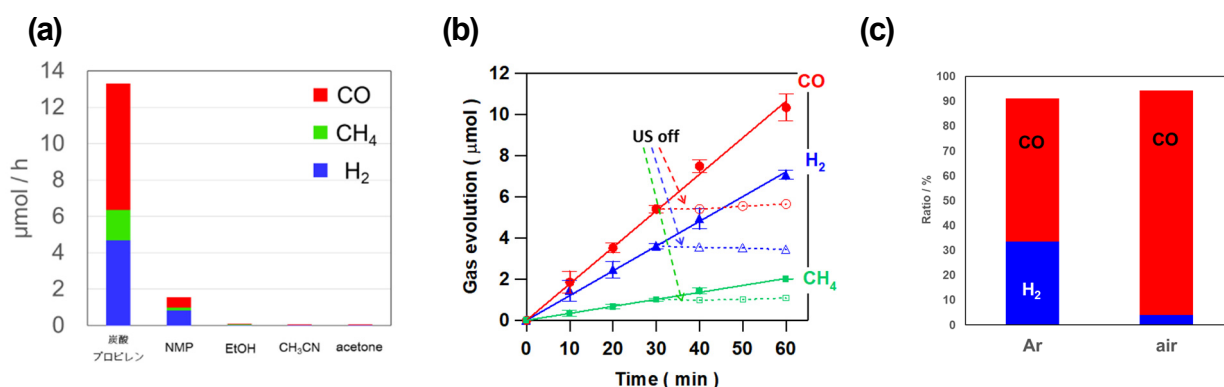 (a)
14
12
10
8
6
4
2
0
μmol / h
CO
CH4
H2
炭酸
プロピレン
NMP
EtOH
CH3CN
acetone
(b)
12
10
8
6
4
2
0
Gas evolution ( μmol)
US off
CO
H2
CH4
0 10 20 30 40 50 60
Time ( min )
(c)
100
90
80
70
60
50
40
30
20
10
0
Ratio / %
CO
CO
H2
Ar
air